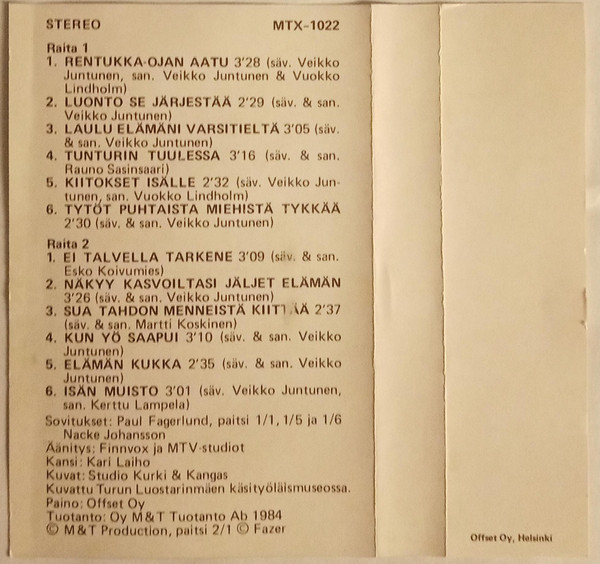 STEREO MTX-1022
Raita 1
1. RENTUKKA-OJAN AATU 3'28 (säv. Veikko
Juntunen, san. Veikko Juntunen & Vuokko
Lindholm)
2. LUONTO SE JÄRJESTÄÄ 2'29 (säv. & san.
Veikko Juntunen)
3. LAULU ELÄMÄNI VARSITIELTÄ 3'05 (säv.
& san. Veikko Juntunen)
4. TUNTURIN TUULESSA 3'16 (säv. & san.
Rauno Sasinsaari)
5. KIITOKSET ISÄLLE 2'32 (säv. Veikko Jun-
tunen, san. Vuokko Lindholm)
6. TYTÖT PUHTAISTA MIEHISTÄ TYKKÄÄ
2'30 (säv. & san. Veikko Juntunen)
Raita 2
1. EI TALVELLA TARKENE 3'09 (säv. & san.
Esko Koivumies)
2. NÄKYY KASVOILTASI JÄLJET ELÄMÄN
3'26 (säv. & san. Veikko Juntunen)
3. SUA TAHDON MENNEISTÄ KIITTÄÄ 2'37
(säv. & san. Martti Koskinen)
4. KUN YÖ SAAPUI 3'10 (säv. & san. Veikko
Juntunen)
5. ELÄMÄN KUKKA 2'35 (säv. & san. Veikko
Juntunen)
6. ISÄN MUISTO 3'01 (säv. Veikko Juntunen,
san. Kerttu Lampela)
Sovitukset: Paul Fagerlund, paitsi 1/1, 1/5 ja 1/6
Nacke Johansson
Äänitys: Finnvox ja MTV-studiot
Kansi: Kari Laiho
Kuvat: Studio Kurki & Kangas
Kuvattu Turun Luostarinmäen käsityöläismuseossa.
Paino: Offset Oy
Tuotanto: Oy M&T Tuotanto Ab 1984
© M&T Production, paitsi 2/1 © Fazer
Offset Oy, Helsinki